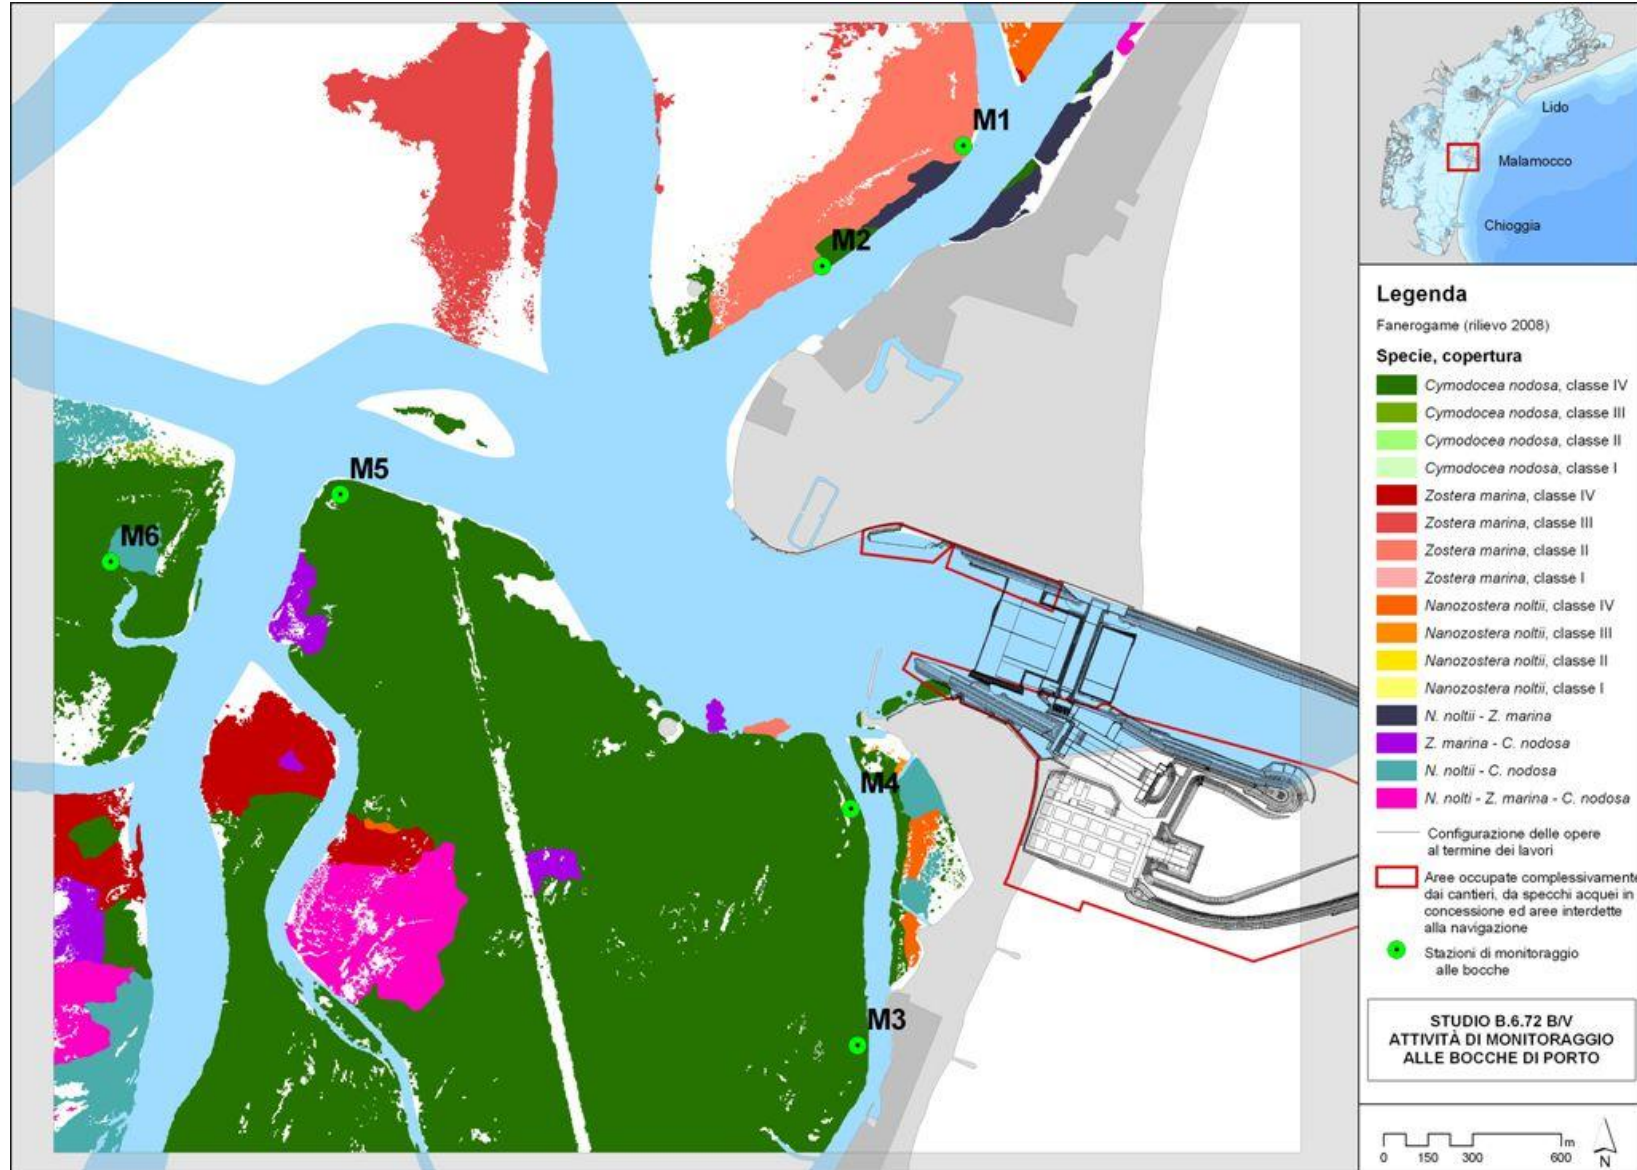 M1
M2
M5
M6
M4
M3
Lido
Malamocco
Chioggia
Legenda
Fanerogame (rilievo 2008)
Specie, copertura
Cymodocea nodosa, classe IV
Cymodocea nodosa, classe III
Cymodocea nodosa, classe II
Cymodocea nodosa, classe I
Zostera marina, classe IV
Zostera marina, classe III
Zostera marina, classe II
Zostera marina, classe I
Nanozostera noltii, classe IV
Nanozostera noltii, classe III
Nanozostera noltii, classe II
Nanozostera noltii, classe I
N. noltii - Z. marina
Z. marina - C. nodosa
N. noltii - C. nodosa
N. nolti - Z. marina - C. nodosa
Configurazione delle opere
al termine dei lavori
Aree occupate complessivamente
dai cantieri, da specchi acquei in
concessione ed aree interdette
alla navigazione
Stazioni di monitoraggio
alle bocche
STUDIO B.6.72 B/V
ATTIVITÀ DI MONITORAGGIO
ALLE BOCCHE DI PORTO
m
0 150 300 600
N